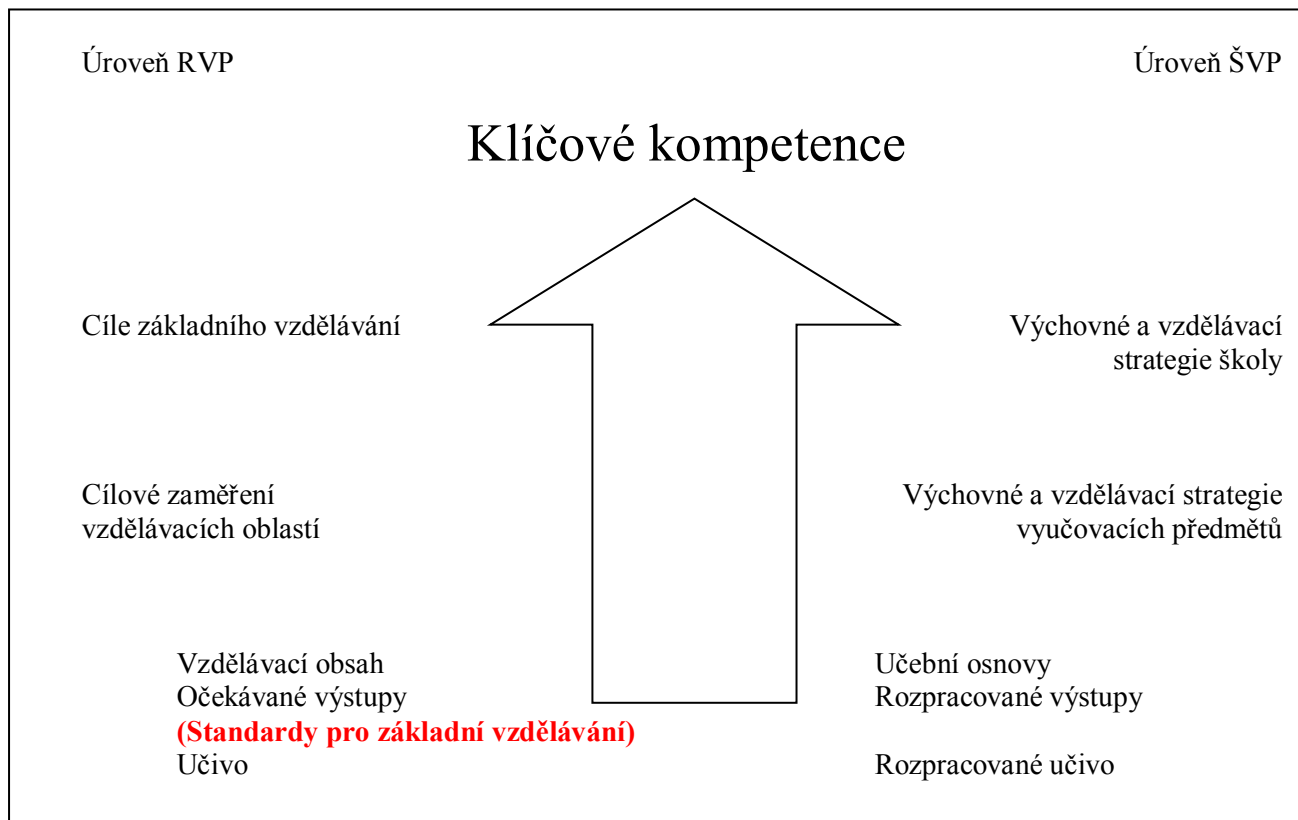 Úroveň RVP
Úroveň ŠVP
Klíčové kompetence
Cíle základního vzdělávání
Výchovné a vzdělávací
strategie školy
Cílové zaměření
vzdělávacích oblastí
Výchovné a vzdělávací strategie
vyučovacích předmětů
Vzdělávací obsah
Očekávané výstupy
(Standardy pro základní vzdělávání)
Učivo
Učební osnovy
Rozpracované výstupy
Rozpracované učivo